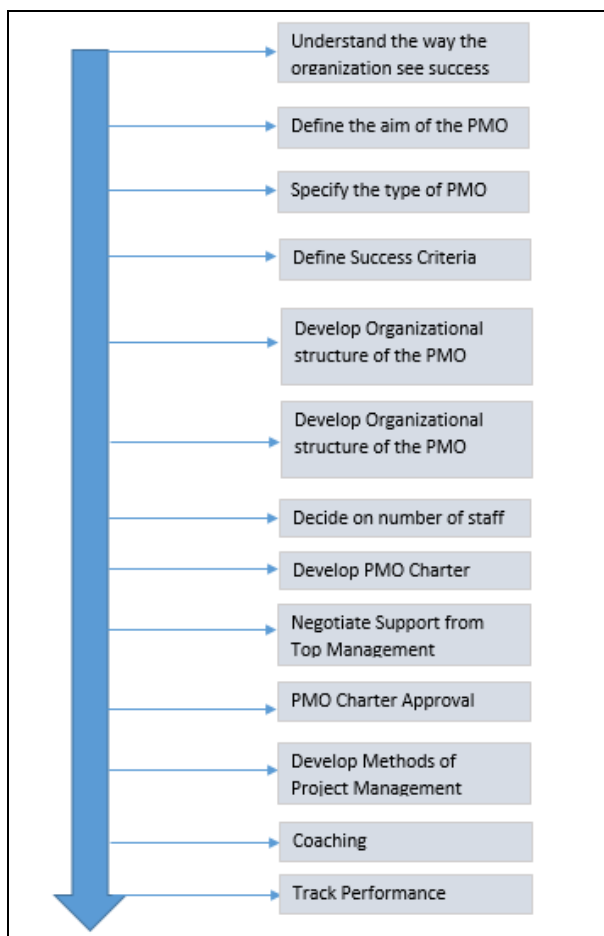 Understand the way the
organization see success
Define the aim of the PMO
Specify the type of PMO
Define Success Criteria
Develop Organizational
structure of the PMO
Develop Organizational
structure of the PMO
Decide on number of staff
Develop PMO Charter
Negotiate Support from
Top Management
PMO Charter Approval
Develop Methods of
Project Management
Coaching
Track Performance